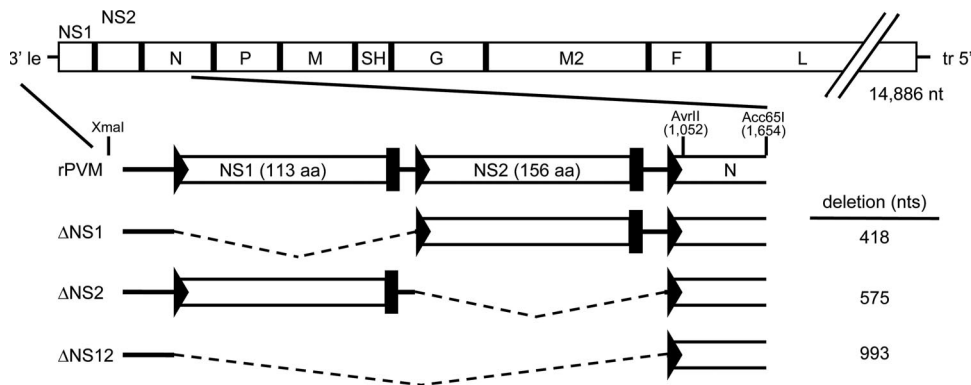 NS1 NS2
3' le N P M SH G M2 F L tr 5'
14,886 nt
XmaI AvrII (1,052) Acc65I (1,654)
rPVM NS1 (113 aa) NS2 (156 aa) N
deletion (nts)
ΔNS1 418
ΔNS2 575
ΔNS12 993